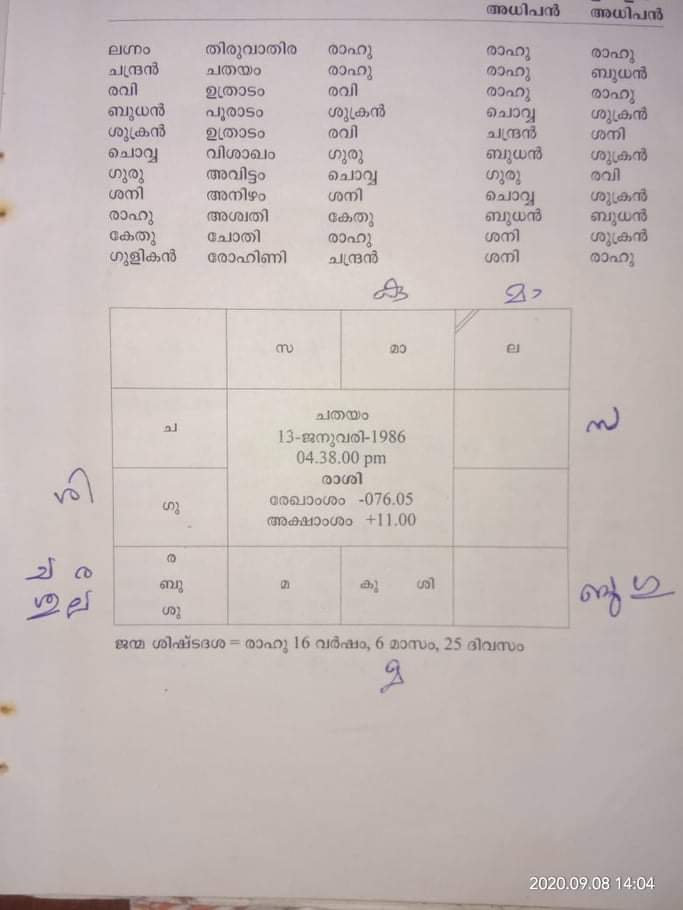 അധിപൻ അധിപൻ
ലഗ്നം തിരുവാതിര രാഹു രാഹു രാഹു
ചന്ദ്രൻ ചതയം രാഹു രാഹു ബുധൻ
രവി ഉത്രാടം രവി രാഹു രാഹു
ബുധൻ പൂരാടം ശുക്രൻ ചൊവ്വ ശുക്രൻ
ശുക്രൻ ഉത്രാടം രവി ചന്ദ്രൻ ശനി
ചൊവ്വ വിശാഖം ഗുരു ബുധൻ ശുക്രൻ
ഗുരു അവിട്ടം ചൊവ്വ ഗുരു രവി
ശനി അനിഴം ശനി ചൊവ്വ ശുക്രൻ
രാഹു അശ്വതി കേതു ബുധൻ ബുധൻ
കേതു ചോതി രാഹു ശനി ശുക്രൻ
ഗുളികൻ രോഹിണി ചന്ദ്രൻ ശനി രാഹു
കു മാ
സ മാ ല
ച
ചതയം
13-ജനുവരി-1986
04.38.00 pm
രാശി
രേഖാംശം -076.05
അക്ഷാംശം +11.00
സ
ശി
ഗു
ര
ബു
ശു
മ കു ശി
ച ര
ശു ല
ബു ഗു
ജന്മ ശിഷ്ടദശ = രാഹു 16 വർഷം, 6 മാസം, 25 ദിവസം
2020.09.08 14:04